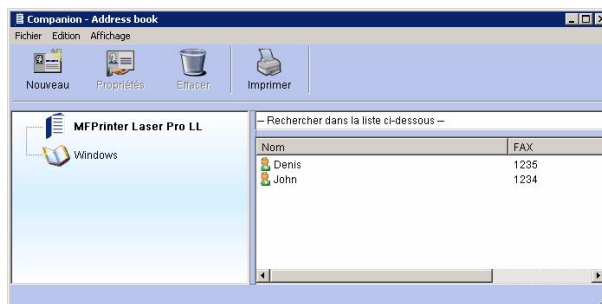 Companion - Address book
Fichier Edition Affichage
Nouveau Propriétés Effacer Imprimer
MFPrinter Laser Pro LL
Windows
-- Rechercher dans la liste ci-dessous --
Nom FAX
Denis 1235
John 1234